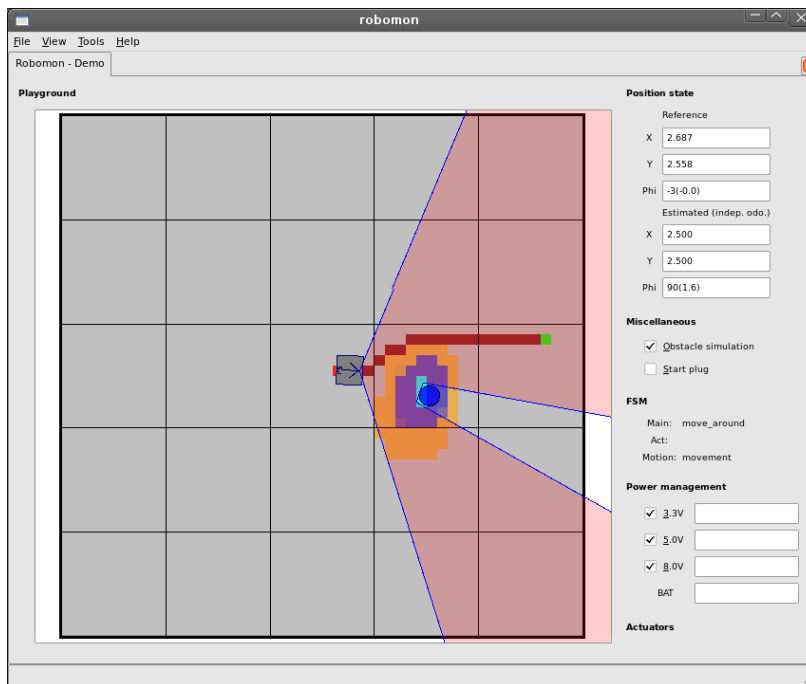 robomon
File View Tools Help
Robomon - Demo
Playground
Position state
Reference
X 2.687
Y 2.558
Phi -3(-0.0)
Estimated (indep. odo.)
X 2.500
Y 2.500
Phi 90(1.6)
Miscellaneous
Obstacle simulation
Start plug
FSM
Main: move_around
Act:
Motion: movement
Power management
3.3V
5.0V
8.0V
BAT
Actuators